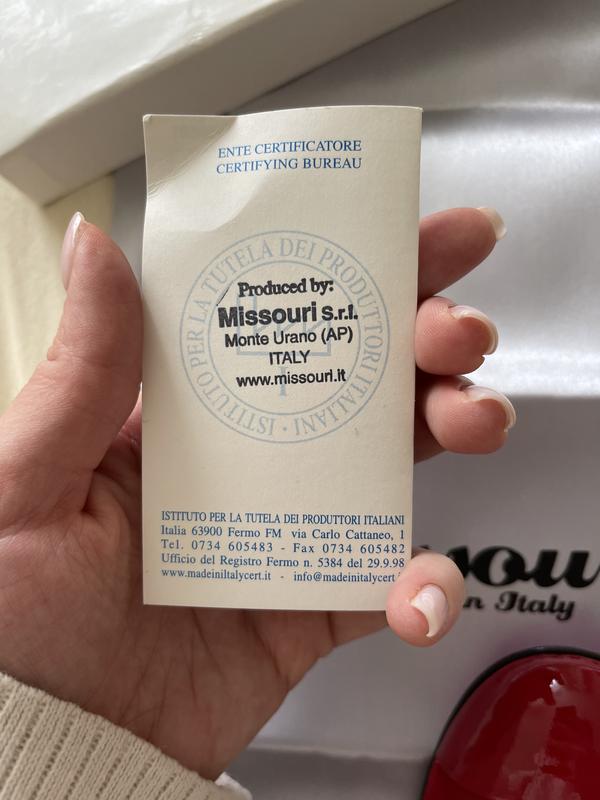 ENTE CERTIFICATORE
CERTIFYING BUREAU
ISTITUTO PER LA TUTELA DEI PRODUTTORI ITALIANI
Produced by:
Missouri s.r.l.
Monte Urano (AP)
ITALY
www.missouri.it
ISTITUTO PER LA TUTELA DEI PRODUTTORI ITALIANI
Italia 63900 Fermo FM via Carlo Cattaneo, 1
Tel. 0734 605483 - Fax 0734 605482
Ufficio del Registro Fermo n. 5384 del 29.9.98
www.madeiniltalycert.it - info@madeinitalycert.
in Italy